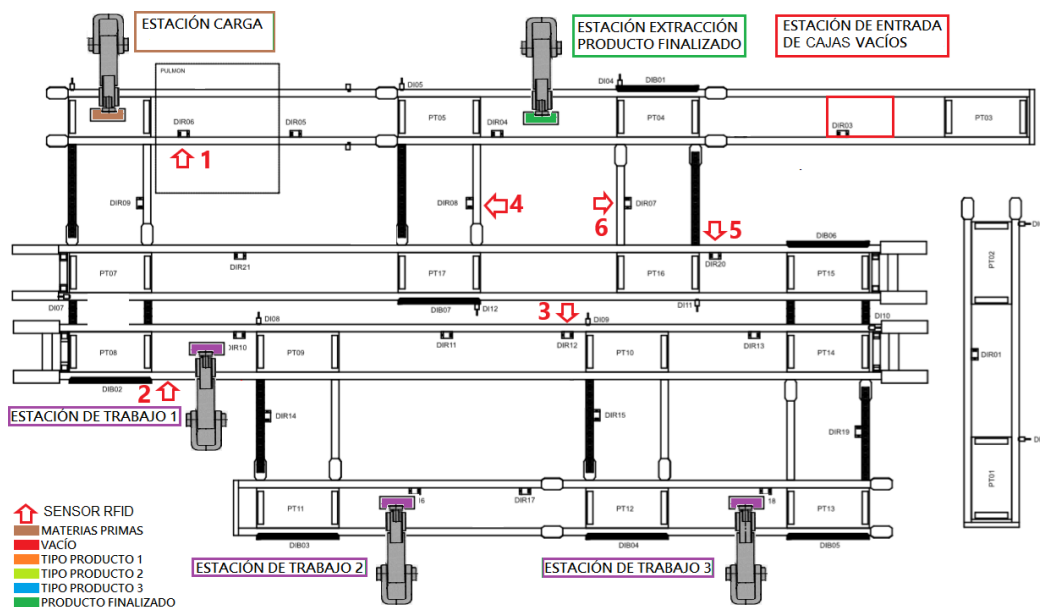 ESTACIÓN CARGA
ESTACIÓN EXTRACCIÓN
PRODUCTO FINALIZADO
ESTACIÓN DE ENTRADA
DE CAJAS VACÍOS
PULMON
DI05
DI04
DIB01
PT05
PT04
PT03
DIR06
DIR05
DIR04
DIR03
1
DIR09
DIR08
4
6
DIR07
5
DIB06
DIR21
DIR20
PT07
PT17
PT16
PT15
PT02
DI
DI07
DIB07
DI12
DI11
3
DI08
DI09
DI10
DIR10
DIR11
DIR12
DIR13
PT08
PT09
PT10
PT14
DIR01
DIB02
2
ESTACIÓN DE TRABAJO 1
DIR14
DIR15
DIR19
DI
PT01
I6
DIR17
18
PT11
PT12
PT13
DIB03
DIB04
DIB05
ESTACIÓN DE TRABAJO 2
ESTACIÓN DE TRABAJO 3
SENSOR RFID
MATERIAS PRIMAS
VACÍO
TIPO PRODUCTO 1
TIPO PRODUCTO 2
TIPO PRODUCTO 3
PRODUCTO FINALIZADO